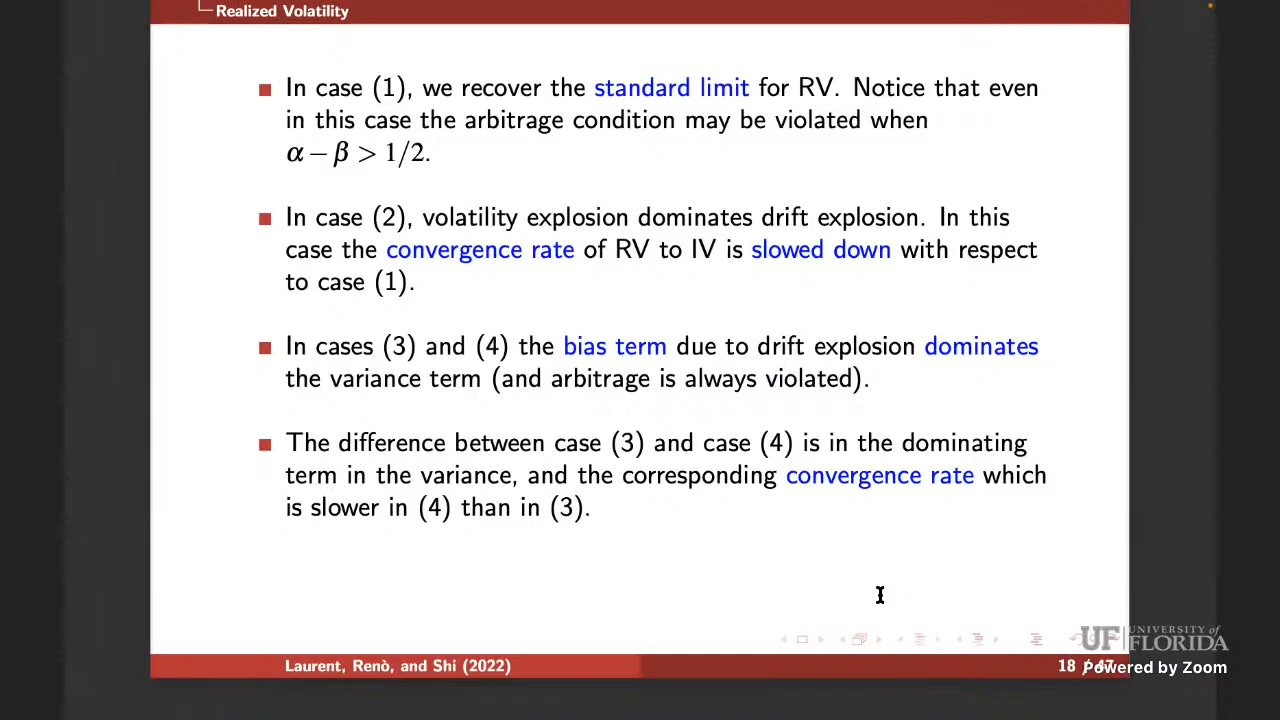 Realized Volatility
In case (1), we recover the standard limit for RV. Notice that even
in this case the arbitrage condition may be violated when
α − β > 1/2.
In case (2), volatility explosion dominates drift explosion. In this
case the convergence rate of RV to IV is slowed down with respect
to case (1).
In cases (3) and (4) the bias term due to drift explosion dominates
the variance term (and arbitrage is always violated).
The difference between case (3) and case (4) is in the dominating
term in the variance, and the corresponding convergence rate which
is slower in (4) than in (3).
UF UNIVERSITY of
FLORIDA
Laurent, Renò, and Shi (2022)
18 / 47
Powered by Zoom